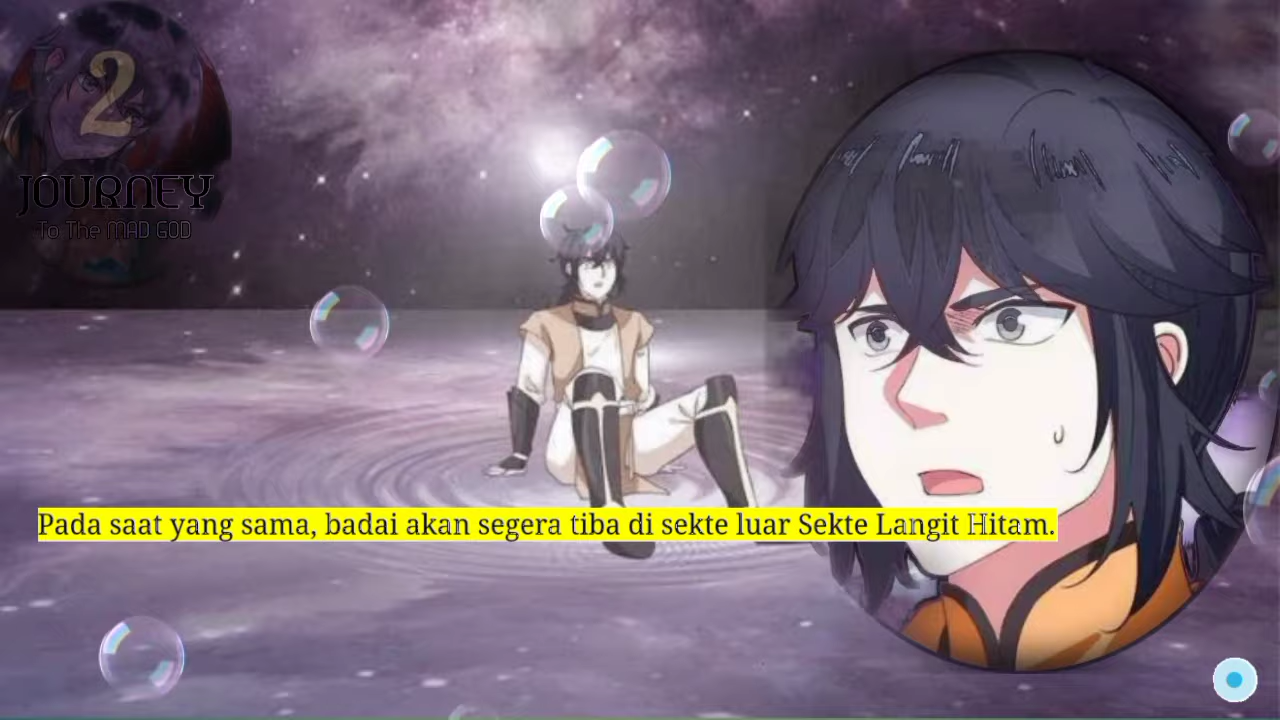 2
JOURNEY
To The MAD GOD
Pada saat yang sama, badai akan segera tiba di sekte luar Sekte Langit Hitam.